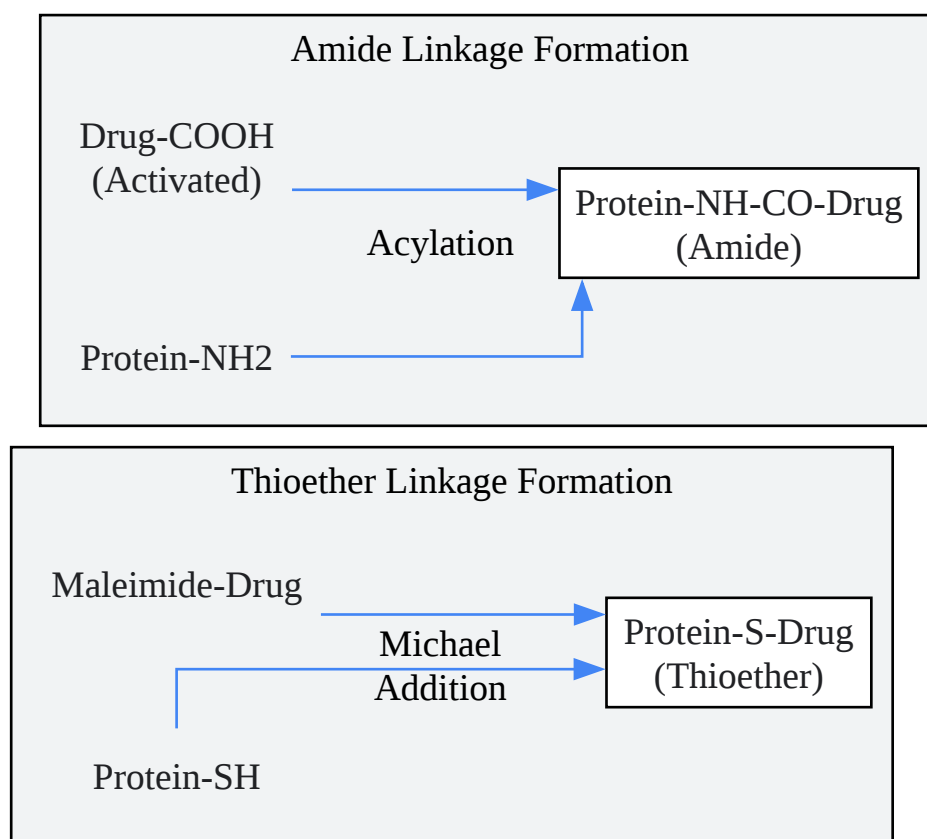 Amide Linkage Formation
Drug-COOH
(Activated)
Protein-NH-CO-Drug
(Amide)
Acylation
Protein-NH2
Thioether Linkage Formation
Maleimide-Drug
Protein-S-Drug
(Thioether)
Michael
Addition
Protein-SH